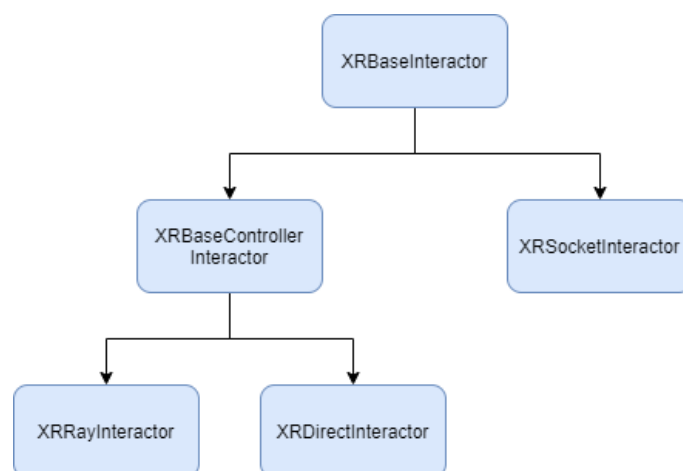 XRBaseInteractor
XRBaseController
Interactor
XRSocketInteractor
XRRayInteractor
XRDirectInteractor